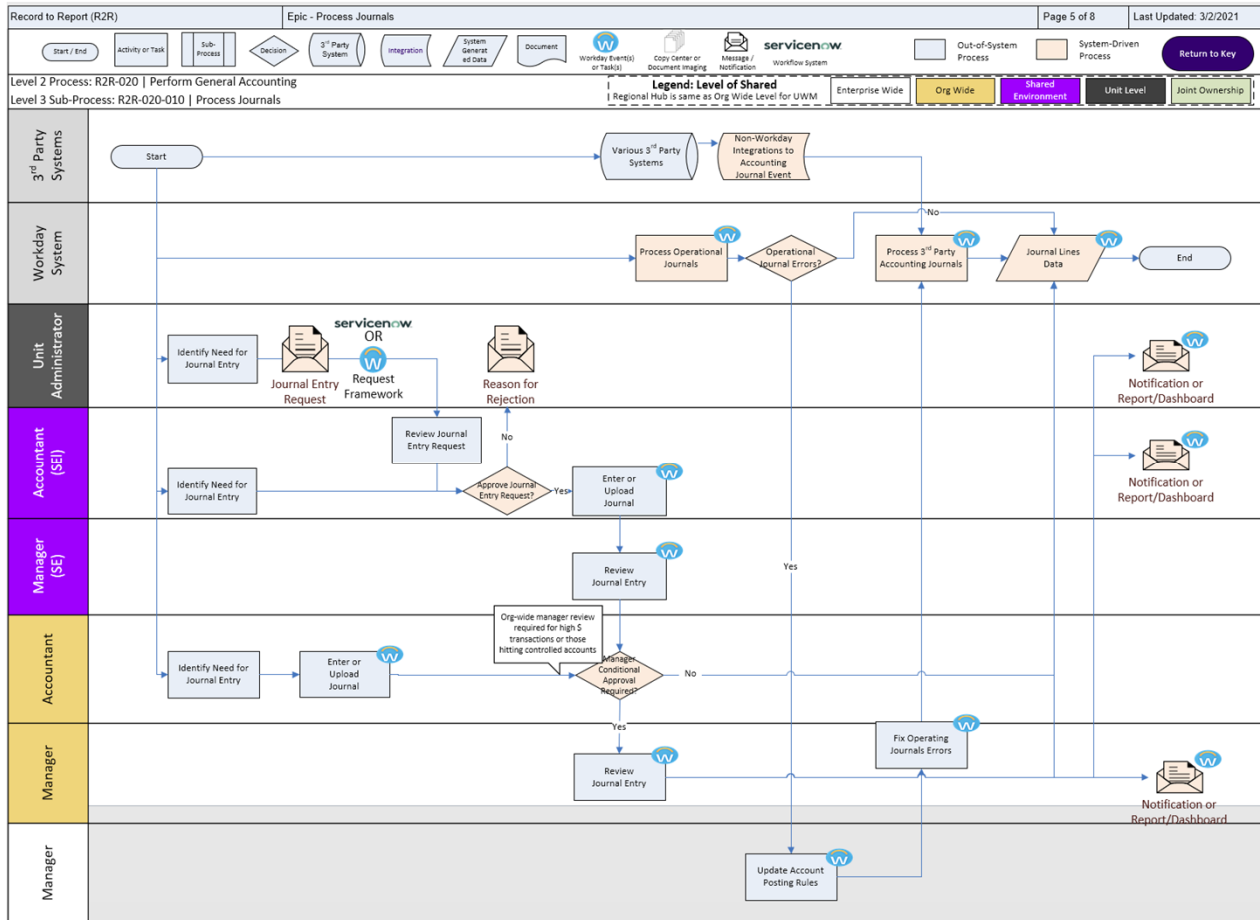 Record to Report (R2R)
Epic - Process Journals
Page 5 of 8
Last Updated: 3/2/2021
Start / End
Activity or Task
Sub-
Process
Decision
3rd Party
System
Integration
System
Generat
ed Data
Document
Workday Event(s)
or Task(s)
Copy Center or
Document Imaging
Message /
Notification
servicenow
Workflow System
Out-of-System
Process
System-Driven
Process
Return to Key
Level 2 Process: R2R-020 | Perform General Accounting
Level 3 Sub-Process: R2R-020-010 | Process Journals
Legend: Level of Shared
Regional Hub is same as Org Wide Level for UWM
Enterprise Wide
Org Wide
Shared
Environment
Unit Level
Joint Ownership
3rd Party
Systems
Start
Various 3rd Party
Systems
Non-Workday
Integrations to
Accounting
Journal Event
Workday
System
Process Operational
Journals
Operational
Journal Errors?
No
Process 3rd Party
Accounting Journals
Journal Lines
Data
End
Unit
Administrator
Identify Need for
Journal Entry
Journal Entry
Request
servicenow
OR
Request
Framework
Reason for
Rejection
Notification or
Report/Dashboard
Accountant
(SEI)
Review Journal
Entry Request
No
Identify Need for
Journal Entry
Approve Journal
Entry Request?
Yes
Enter or
Upload
Journal
Notification or
Report/Dashboard
Manager
(SE)
Review
Journal Entry
Yes
Accountant
Org-wide manager review
required for high $
transactions or those
hitting controlled accounts
Identify Need for
Journal Entry
Enter or
Upload
Journal
Manager
Conditional
Approval
Required?
No
Manager
Yes
Review
Journal Entry
Fix Operating
Journals Errors
Notification or
Report/Dashboard
Manager
Update Account
Posting Rules